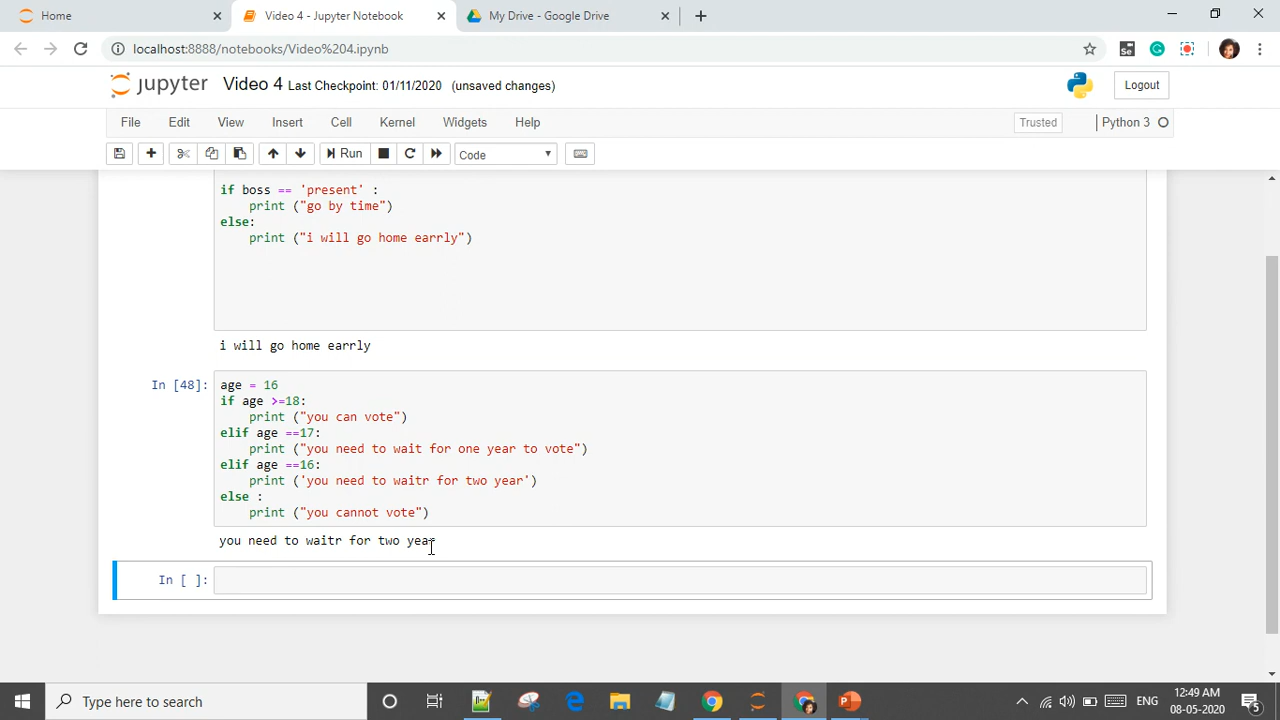 Home
Video 4 - Jupyter Notebook
My Drive - Google Drive
localhost:8888/notebooks/Video%204.ipynb
Se
jupyter Video 4 Last Checkpoint: 01/11/2020 (unsaved changes)
Logout
File Edit View Insert Cell Kernel Widgets Help
Trusted
Python 3
Run
Code
if boss == 'present' :
print ("go by time")
else:
print ("i will go home earrly")
i will go home earrly
In [48]:
age = 16
if age >=18:
print ("you can vote")
elif age ==17:
print ("you need to wait for one year to vote")
elif age ==16:
print ('you need to waitr for two year')
else :
print ("you cannot vote")
you need to waitr for two year
In [ ]:
Type here to search
ENG
12:49 AM
08-05-2020
5